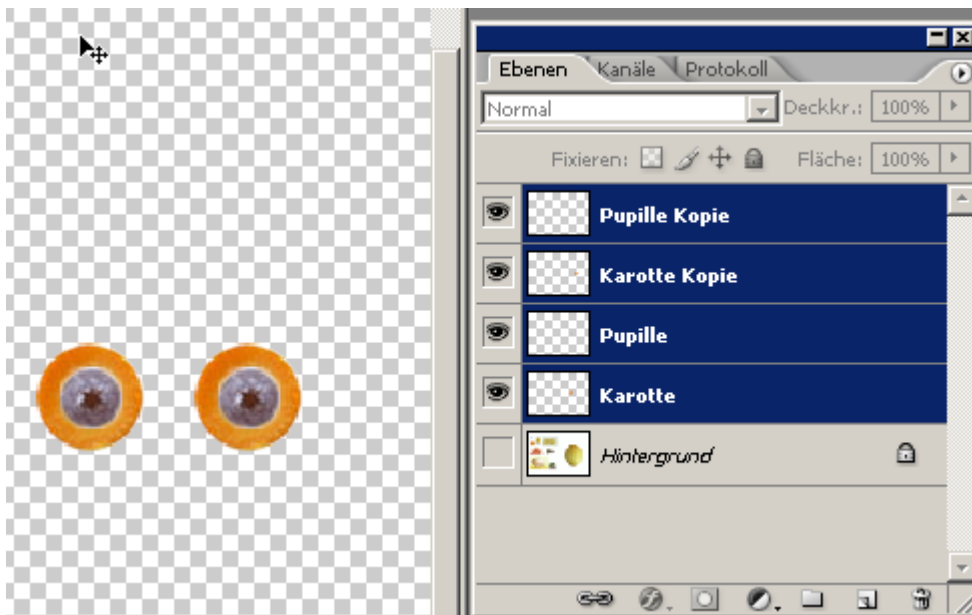 Ebenen Kanäle Protokoll
Normal Deckkr.: 100%
Fixieren: Fläche: 100%
Pupille Kopie
Karotte Kopie
Pupille
Karotte
Hintergrund